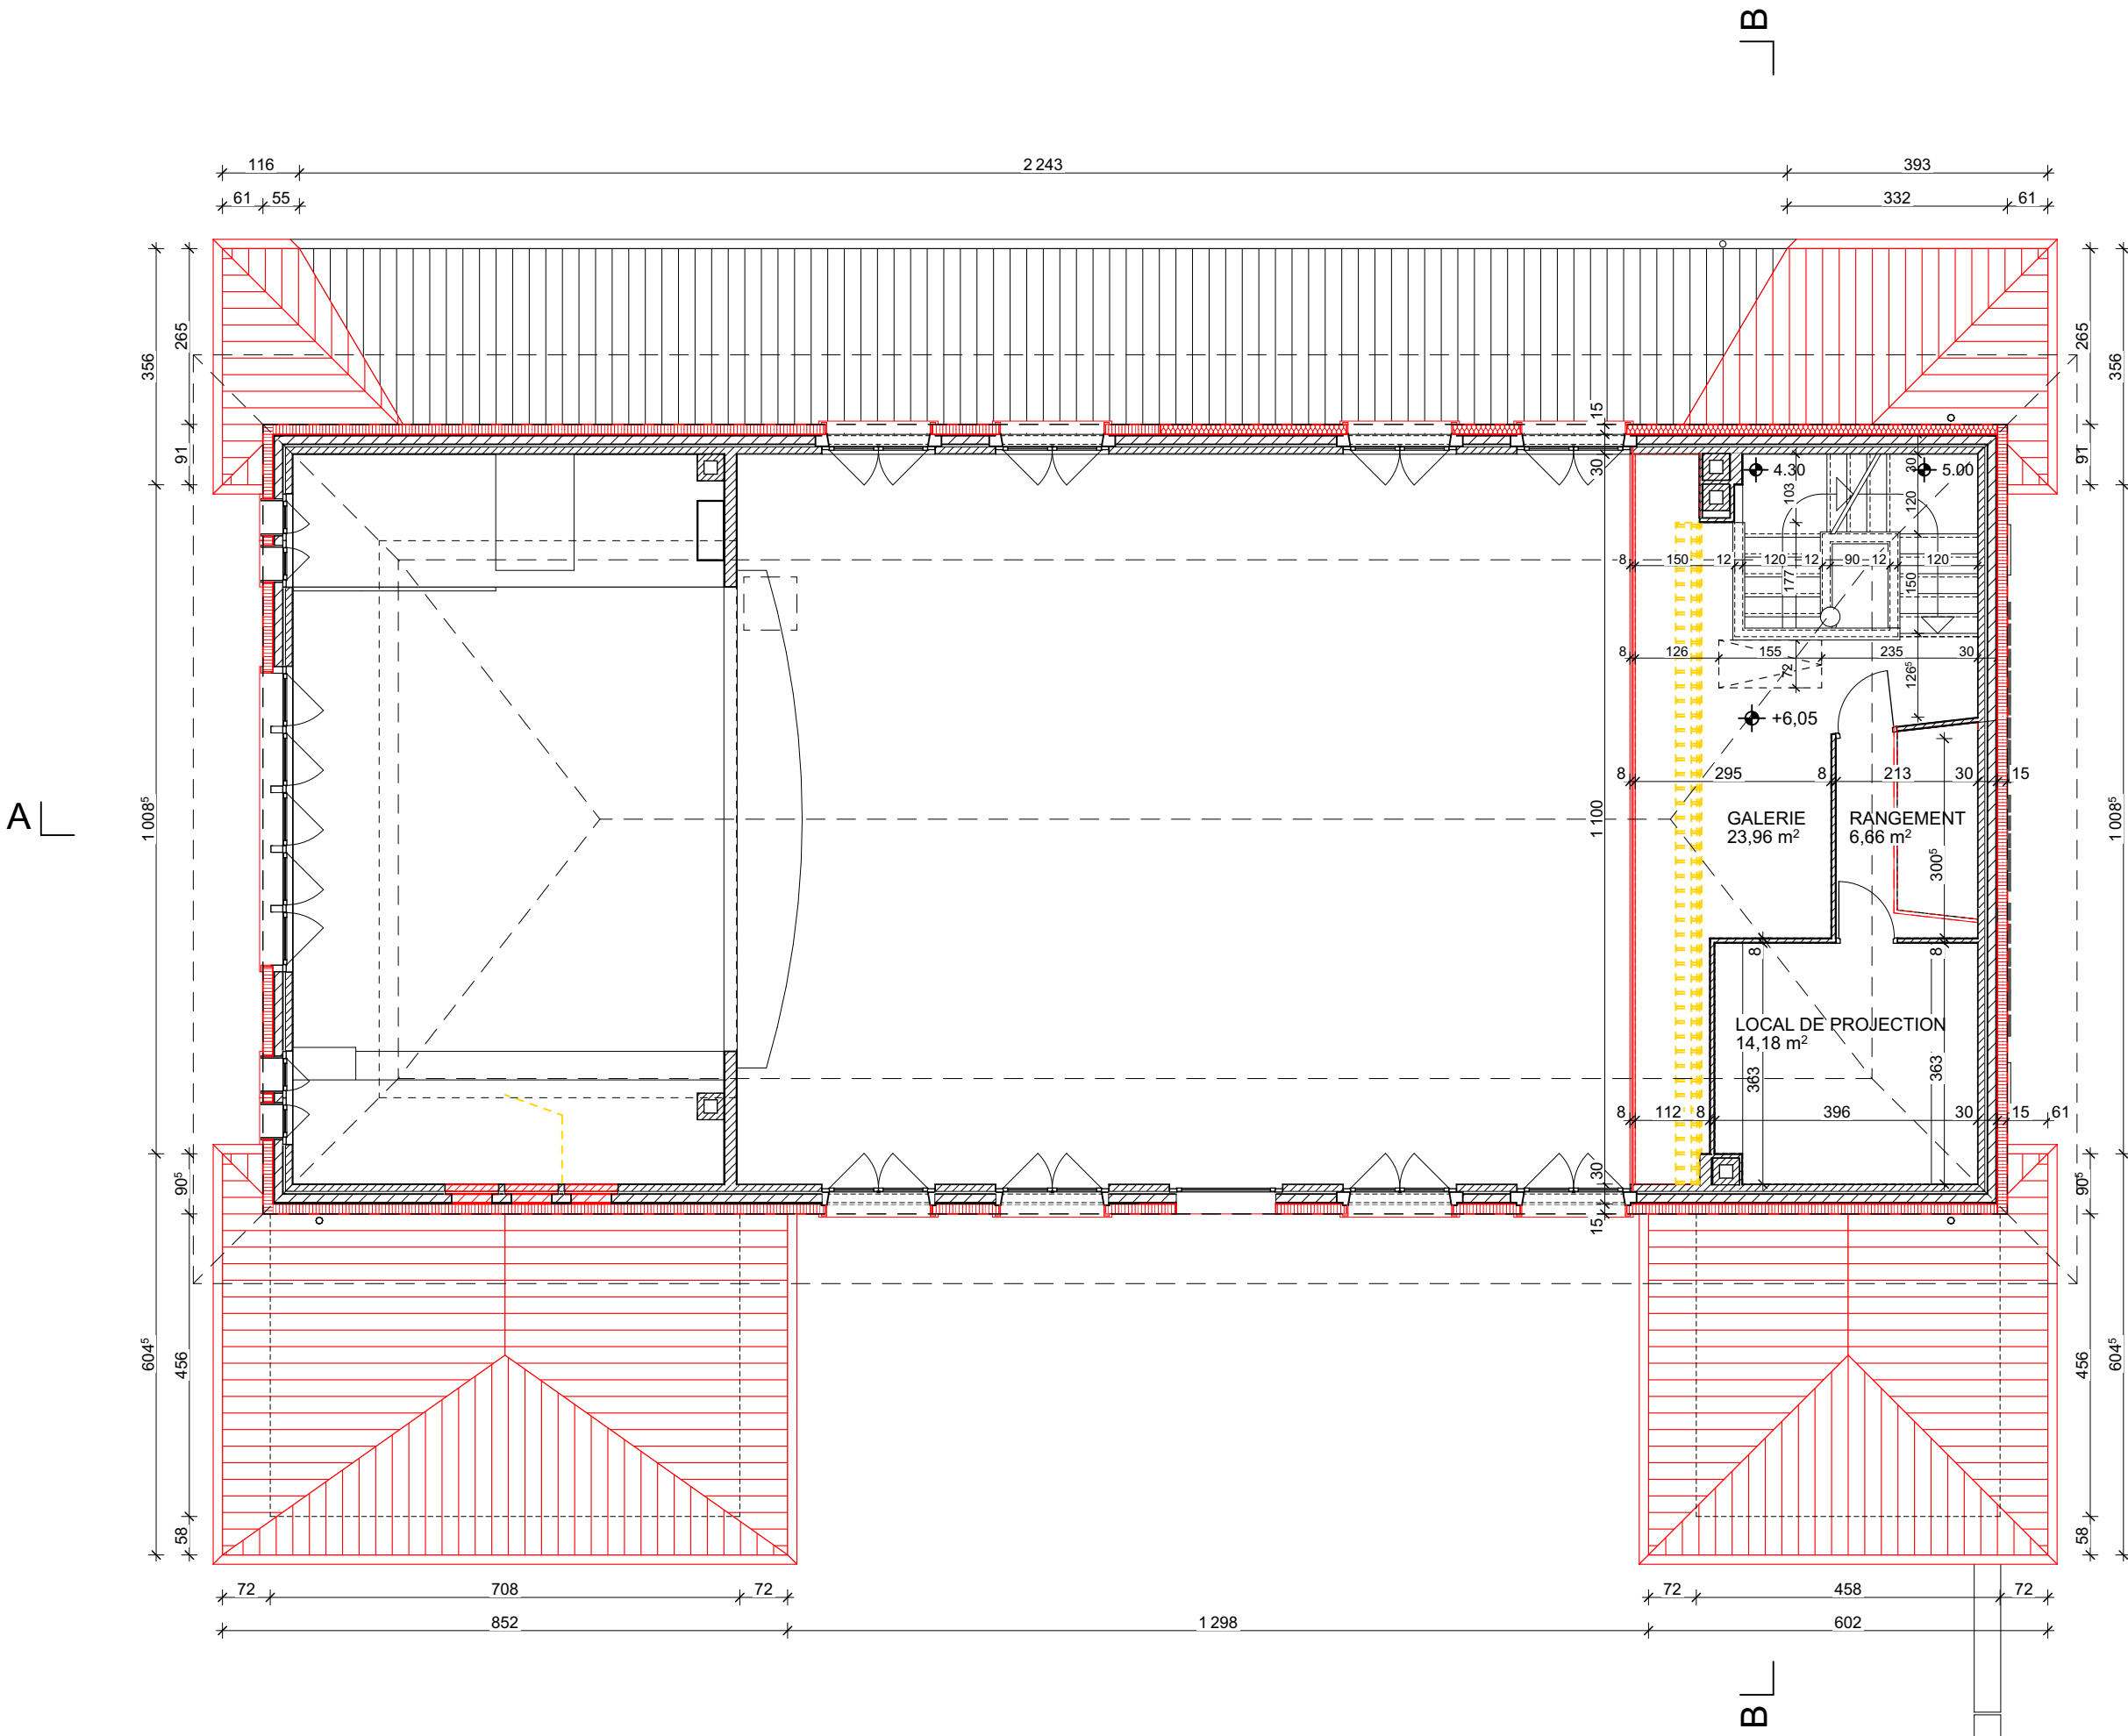 B
116 2 243 393
61 55 332 61
356
265
91
1 008⁵
90⁵
604⁵
456
58
265
356
91
1 008⁵
90⁵
604⁵
456
58
15
30
1 100
30
15
4.30
5.00
103
30
120
8 150 12 120 12 90 12 120
177
150
8 126 155 235 30
72
126⁵
+6,05
8 295 8 213 30 15
GALERIE
23,96 m²
RANGEMENT
6,66 m²
300⁵
8
8
LOCAL DE PROJECTION
14,18 m²
363
363
8 112 8 396 30 15 61
A
72 708 72
852 1 298 602
72 458 72
B